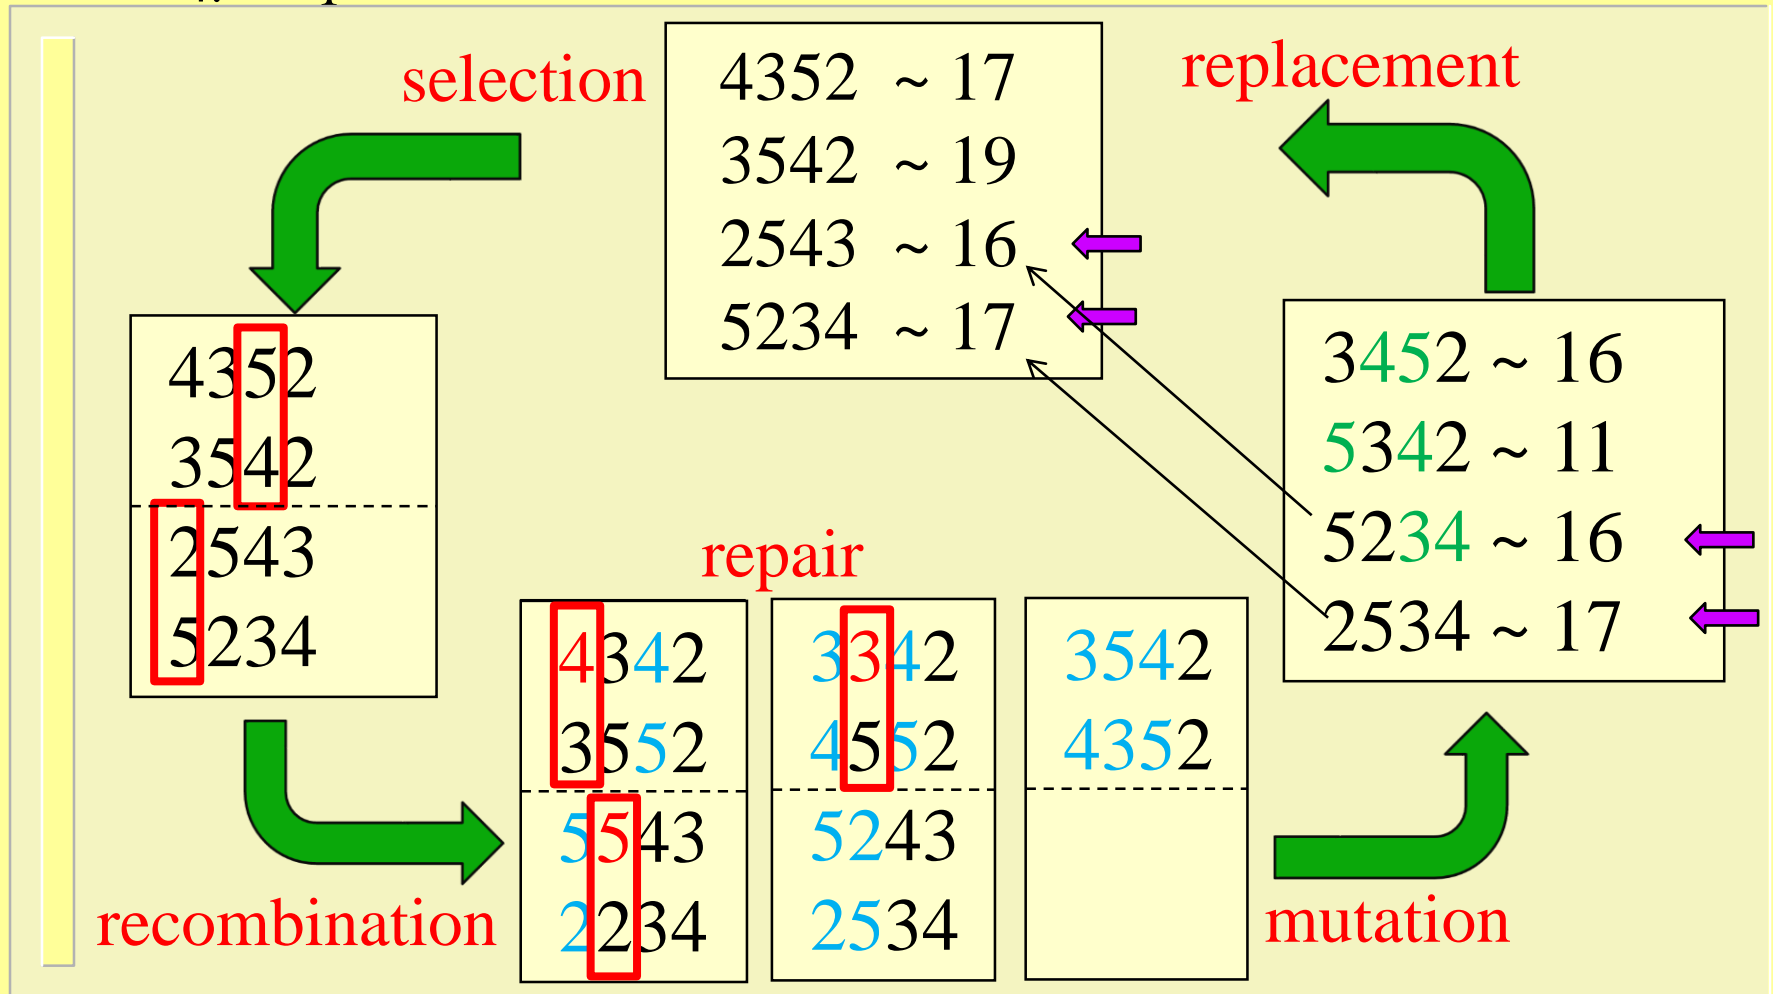 selection
4352 ~ 17
3542 ~ 19
2543 ~ 16
5234 ~ 17
replacement
4352
3542
2543
5234
recombination
repair
4342
3552
5543
2234
3342
4552
5243
2534
3542
4352
mutation
3452 ~ 16
5342 ~ 11
5234 ~ 16
2534 ~ 17